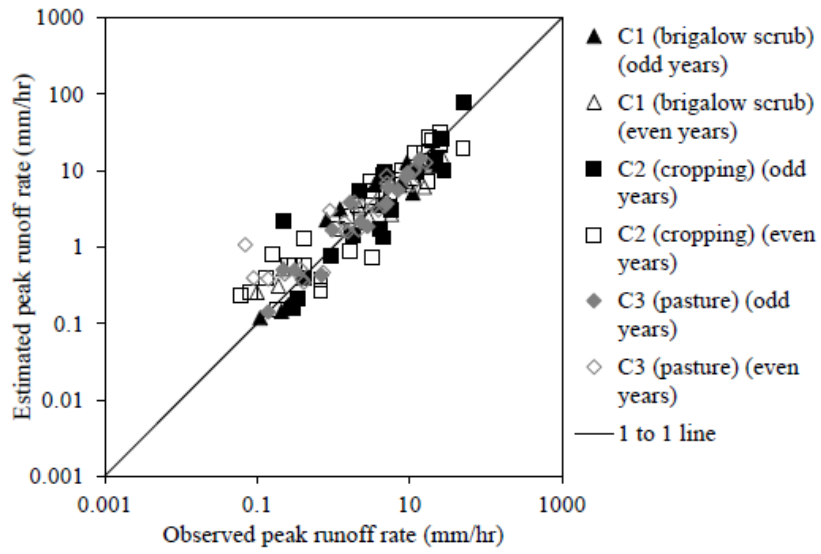 1000
100
10
1
0.1
0.01
0.001
Estimated peak runoff rate (mm/hr)
0.001
0.1
10
1000
Observed peak runoff rate (mm/hr)
C1 (brigalow scrub)
(odd years)
C1 (brigalow scrub)
(even years)
C2 (cropping) (odd
years)
C2 (cropping) (even
years)
C3 (pasture) (odd
years)
C3 (pasture) (even
years)
1 to 1 line